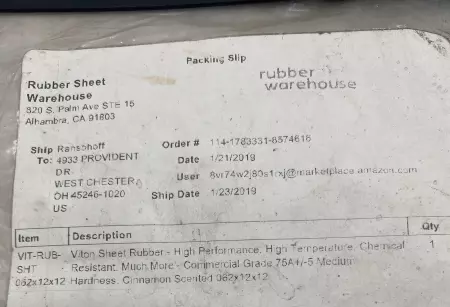 Packing Slip
Rubber Sheet
Warehouse
820 S. Palm Ave STE 15
Alhambra, CA 91803
rubber
warehouse
Ship Ransohoff
To: 4933 PROVIDENT
DR
WEST CHESTER
OH 45246-1020
US
Order # 114-1783331-8574616
Date 1/21/2019
User @marketplace.amazon.com
Ship Date 1/23/2019
Item Description Qty
VIT-RUB- Viton Sheet Rubber - High Performance, High Temperature, Chemical 1
SHT - Resistant, Much More - Commercial Grade 75A+/-5 Medium
062x12x12 Hardness, Cinnamon Scented 062x12x12